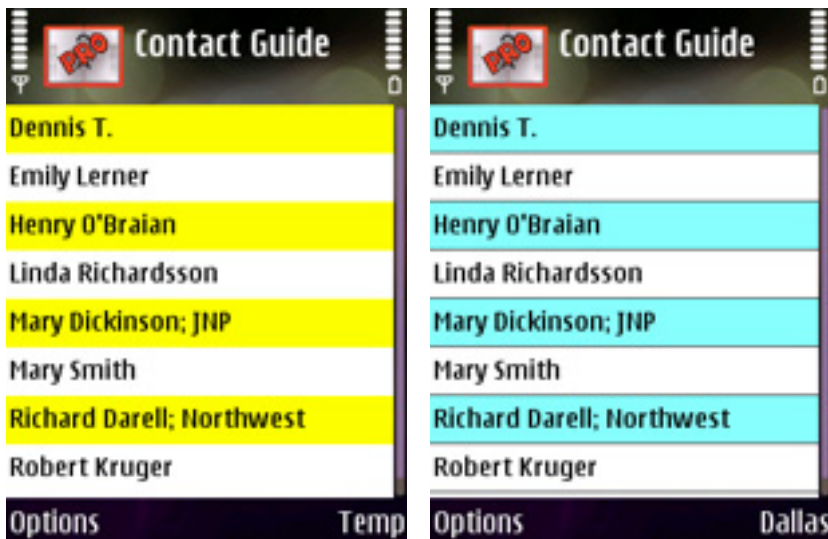 PRO Contact Guide
Dennis T.
Emily Lerner
Henry O'Braian
Linda Richardsson
Mary Dickinson; JNP
Mary Smith
Richard Darell; Northwest
Robert Kruger
Options Temp
PRO Contact Guide
Dennis T.
Emily Lerner
Henry O'Braian
Linda Richardsson
Mary Dickinson; JNP
Mary Smith
Richard Darell; Northwest
Robert Kruger
Options Dallas